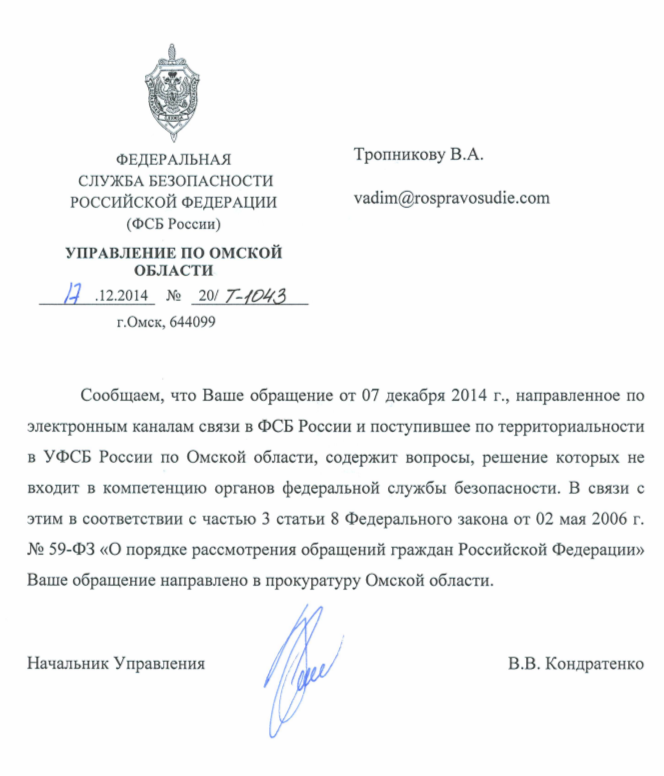 ФЕДЕРАЛЬНАЯ
СЛУЖБА БЕЗОПАСНОСТИ
РОССИЙСКОЙ ФЕДЕРАЦИИ
(ФСБ России)
УПРАВЛЕНИЕ ПО ОМСКОЙ
ОБЛАСТИ
17.12.2014 № 20/Т-1043
г.Омск, 644099
Тропникову В.А.
vadim@rospravosudie.com
Сообщаем, что Ваше обращение от 07 декабря 2014 г., направленное по
электронным каналам связи в ФСБ России и поступившее по территориальности
в УФСБ России по Омской области, содержит вопросы, решение которых не
входит в компетенцию органов федеральной службы безопасности. В связи с
этим в соответствии с частью 3 статьи 8 Федерального закона от 02 мая 2006 г.
№ 59-ФЗ «О порядке рассмотрения обращений граждан Российской Федерации»
Ваше обращение направлено в прокуратуру Омской области.
Начальник Управления
В.В. Кондратенко